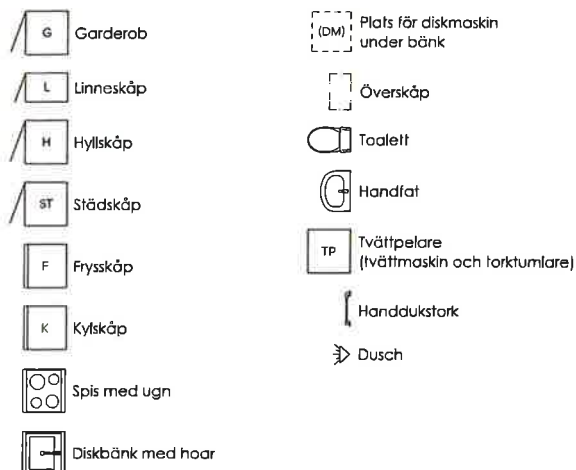 G Garderob
L Linneskåp
H Hyllskåp
ST Städskåp
F Frysskåp
K Kylskåp
Spis med ugn
Diskbänk med hoar
(DM) Plats för diskmaskin
under bänk
Överskåp
Toalett
Handfat
TP Tvättpelare
(tvättmaskin och torktumlare)
Handdukstork
Dusch